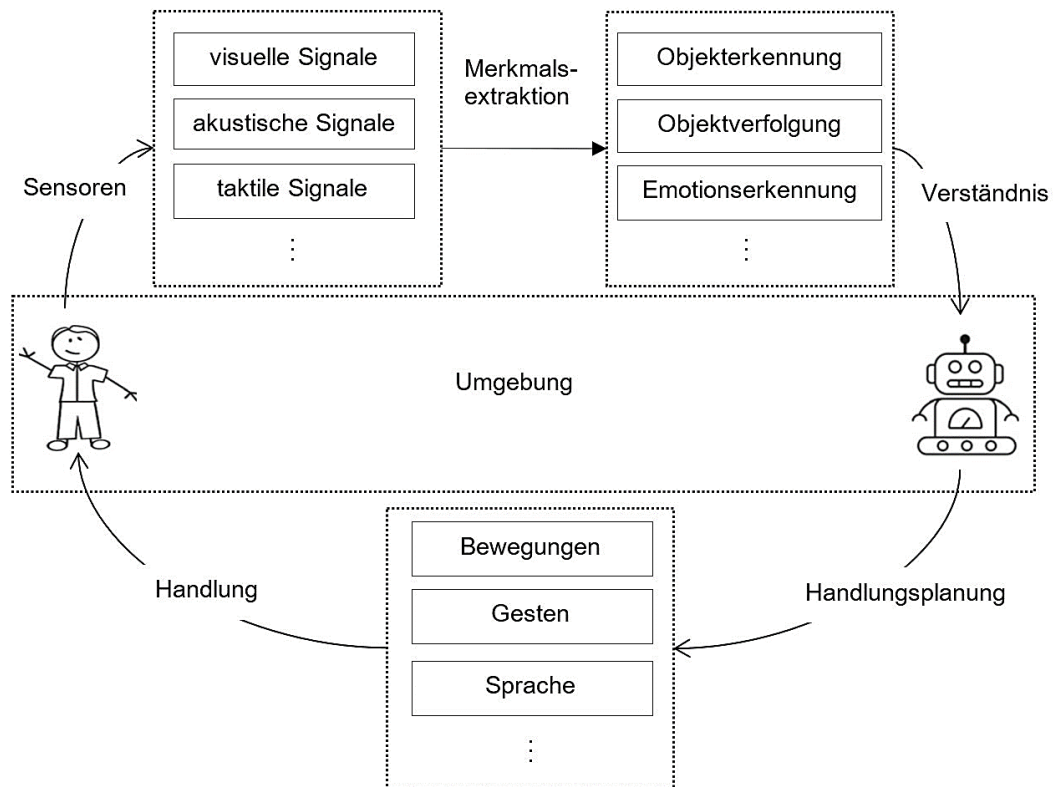 visuelle Signale
akustische Signale
taktile Signale
Merkmals-
extraktion
Objekterkennung
Objektverfolgung
Emotionserkennung
Sensoren
Verständnis
Umgebung
Bewegungen
Gesten
Sprache
Handlung
Handlungsplanung